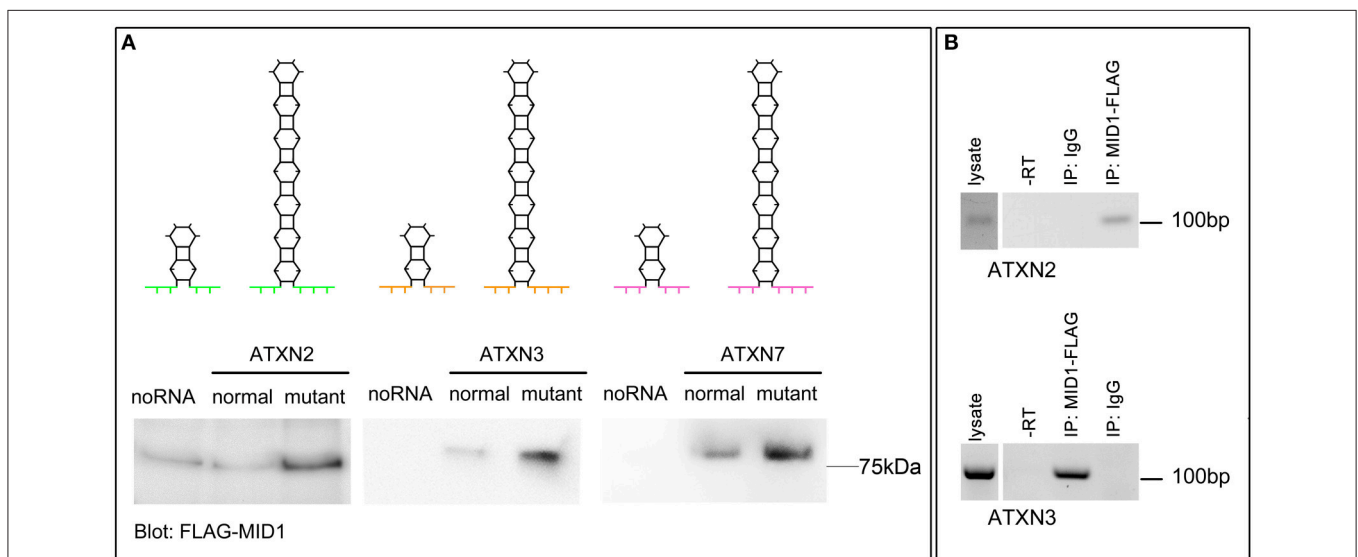 A
ATXN2
ATXN3
ATXN7
noRNA normal mutant
noRNA normal mutant
noRNA normal mutant
75kDa
Blot: FLAG-MID1
B
lysate
-RT
IP: IgG
IP: MID1-FLAG
100bp
ATXN2
lysate
-RT
IP: MID1-FLAG
IP: IgG
100bp
ATXN3